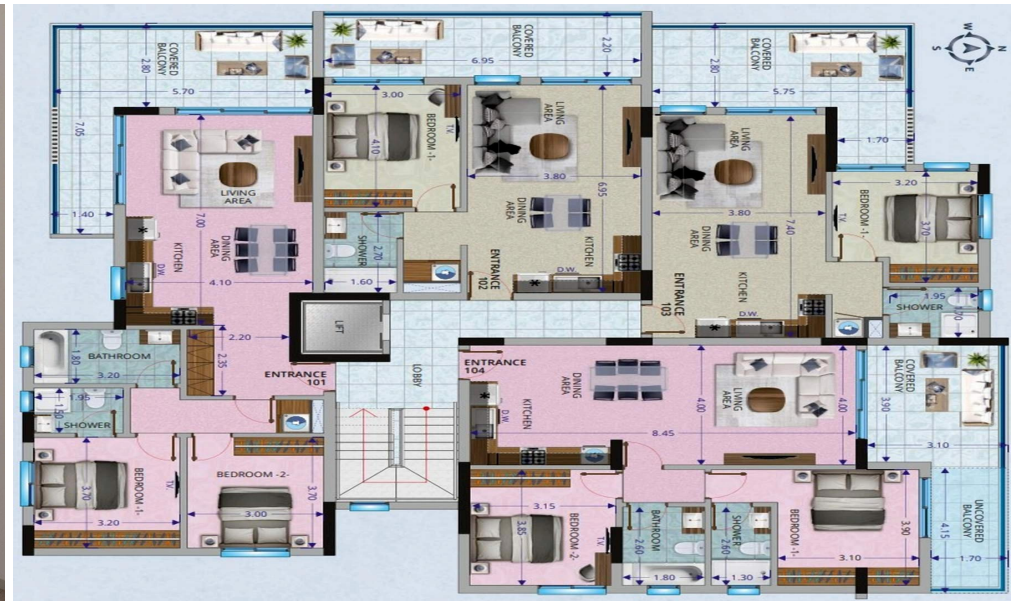 COVERED BALCONY
2.80
5.70
7.05
1.40
COVERED BALCONY
6.95
2.20
COVERED BALCONY
2.80
5.75
1.70
W
N
S
E
LIVING AREA
7.00
DINING AREA
KITCHEN
D.W.
4.10
3.00
BEDROOM -1-
T.V.
4.10
SHOWER
2.70
1.60
LIVING AREA
3.80
6.95
DINING AREA
KITCHEN
D.W.
ENTRANCE 102
LIVING AREA
3.80
7.40
DINING AREA
KITCHEN
D.W.
ENTRANCE 103
3.20
BEDROOM -1-
T.V.
3.70
1.95
SHOWER
1.70
LIFT
LOBBY
2.20
2.35
ENTRANCE 101
1.80
BATHROOM
3.20
1.95
1.50
SHOWER
3.70
BEDROOM -1-
T.V.
3.20
BEDROOM -2-
3.00
3.70
ENTRANCE 104
KITCHEN
D.W.
DINING AREA
8.45
4.00
LIVING AREA
4.00
COVERED BALCONY
3.90
3.10
UNCOVERED BALCONY
4.15
1.70
3.15
3.85
BEDROOM -2-
T.V.
BATHROOM
2.60
1.80
SHOWER
2.60
1.30
BEDROOM -1-
3.90
3.10